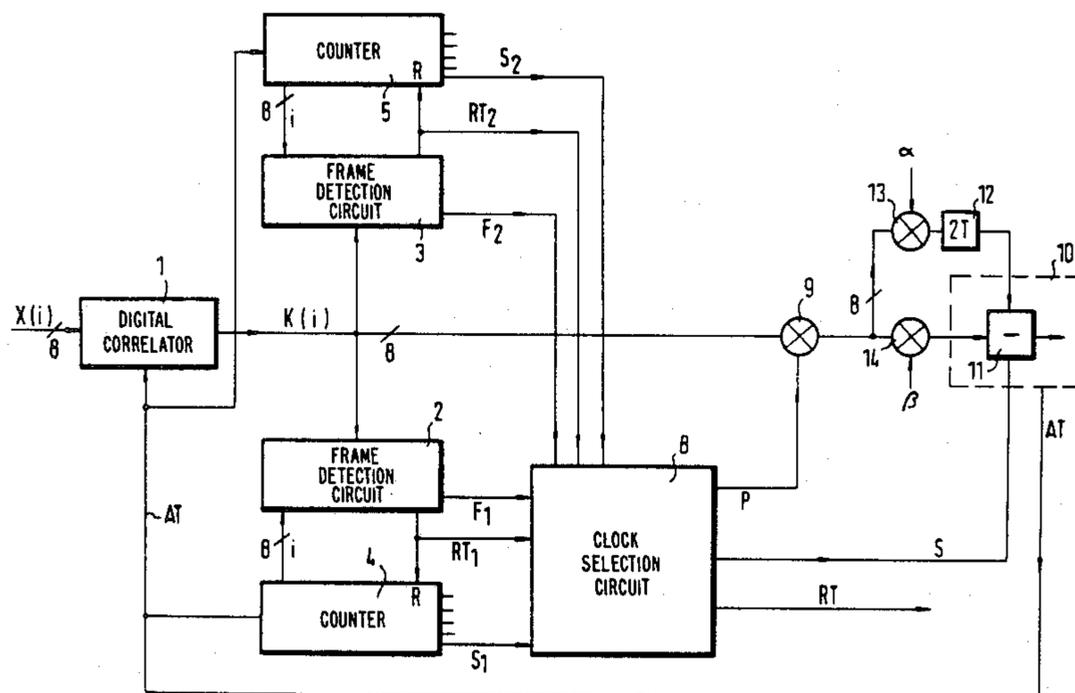 COUNTER
R
5
8
i
S2
RT2
FRAME
DETECTION
CIRCUIT
3
F2
α
13
12
2T
10
1
X(i)
8
DIGITAL
CORRELATOR
K(i)
8
9
8
14
β
-
11
AT
2
FRAME
DETECTION
CIRCUIT
F1
8
i
RT1
AT
4
R
COUNTER
S1
8
CLOCK
SELECTION
CIRCUIT
P
S
RT